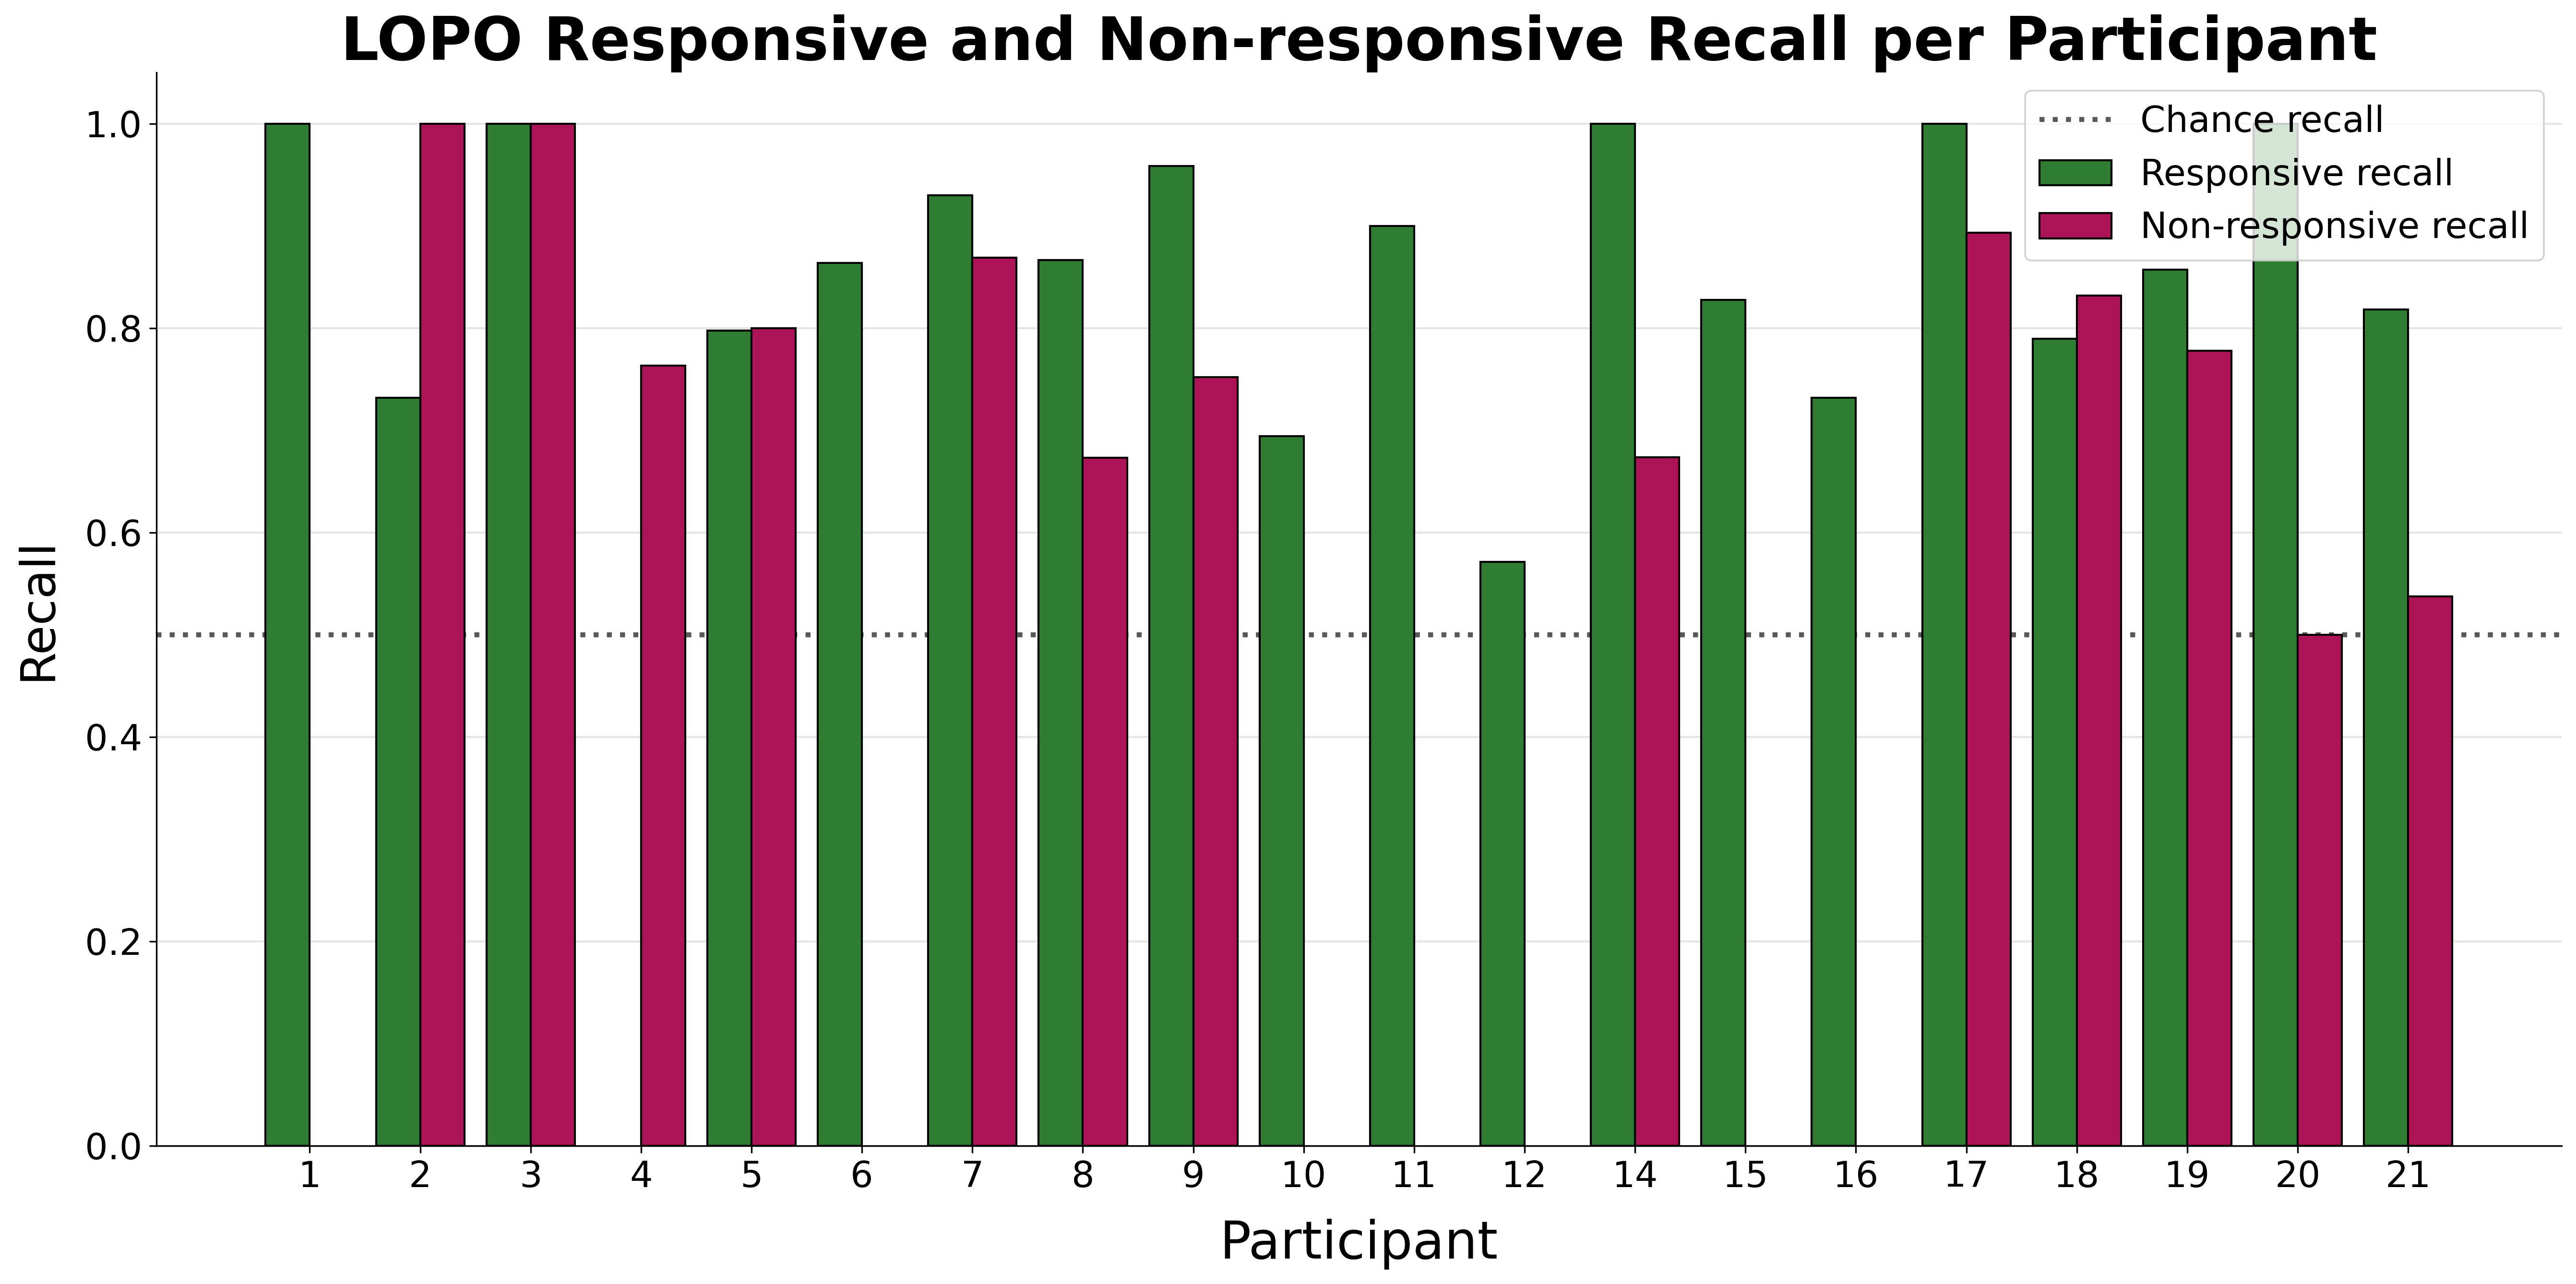 LOPO Responsive and Non-responsive Recall per Participant
Chance recall
Responsive recall
Non-responsive recall
1.0
0.8
0.6
0.4
0.2
0.0
Recall
1 2 3 4 5 6 7 8 9 10 11 12 14 15 16 17 18 19 20 21
Participant